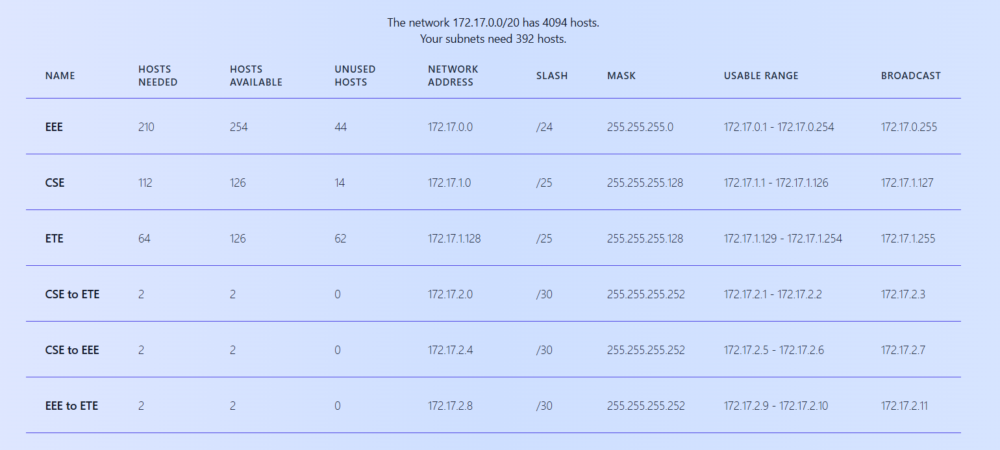 The network 172.17.0.0/20 has 4094 hosts.
Your subnets need 392 hosts.
NAME HOSTS NEEDED HOSTS AVAILABLE UNUSED HOSTS NETWORK ADDRESS SLASH MASK USABLE RANGE BROADCAST
EEE 210 254 44 172.17.0.0 /24 255.255.255.0 172.17.0.1 - 172.17.0.254 172.17.0.255
CSE 112 126 14 172.17.1.0 /25 255.255.255.128 172.17.1.1 - 172.17.1.126 172.17.1.127
ETE 64 126 62 172.17.1.128 /25 255.255.255.128 172.17.1.129 - 172.17.1.254 172.17.1.255
CSE to ETE 2 2 0 172.17.2.0 /30 255.255.255.252 172.17.2.1 - 172.17.2.2 172.17.2.3
CSE to EEE 2 2 0 172.17.2.4 /30 255.255.255.252 172.17.2.5 - 172.17.2.6 172.17.2.7
EEE to ETE 2 2 0 172.17.2.8 /30 255.255.255.252 172.17.2.9 - 172.17.2.10 172.17.2.11